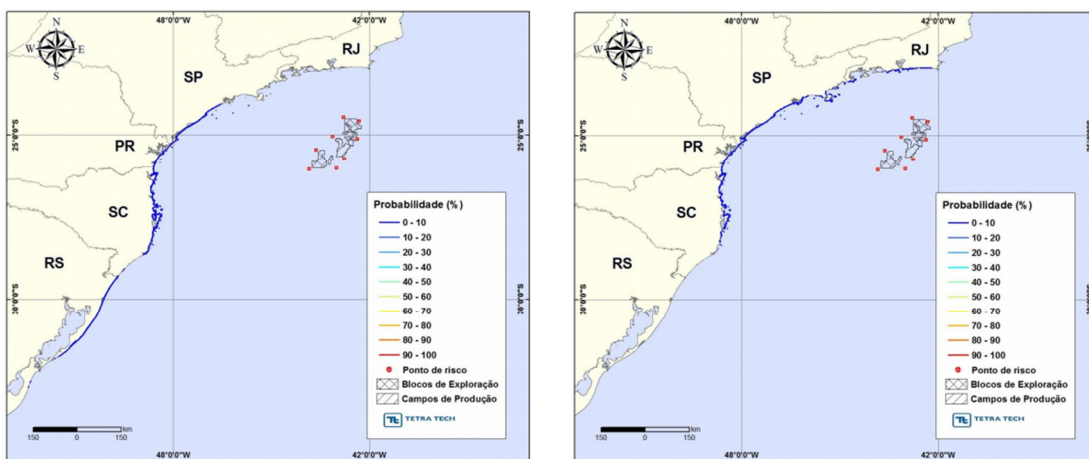 48°0'0"W
42°0'0"W
N
W
E
S
RJ
SP
25°0'0"S
PR
SC
RS
30°0'0"S
Probabilidade (%)
0 - 10
10 - 20
20 - 30
30 - 40
40 - 50
50 - 60
60 - 70
70 - 80
80 - 90
90 - 100
Ponto de risco
Blocos de Exploração
Campos de Produção
TETRA TECH
150 0 150 km
48°0'0"W
42°0'0"W
48°0'0"W
42°0'0"W
N
W
E
S
RJ
SP
25°0'0"S
PR
SC
RS
30°0'0"S
Probabilidade (%)
0 - 10
10 - 20
20 - 30
30 - 40
40 - 50
50 - 60
60 - 70
70 - 80
80 - 90
90 - 100
Ponto de risco
Blocos de Exploração
Campos de Produção
TETRA TECH
150 0 150 km
48°0'0"W
42°0'0"W